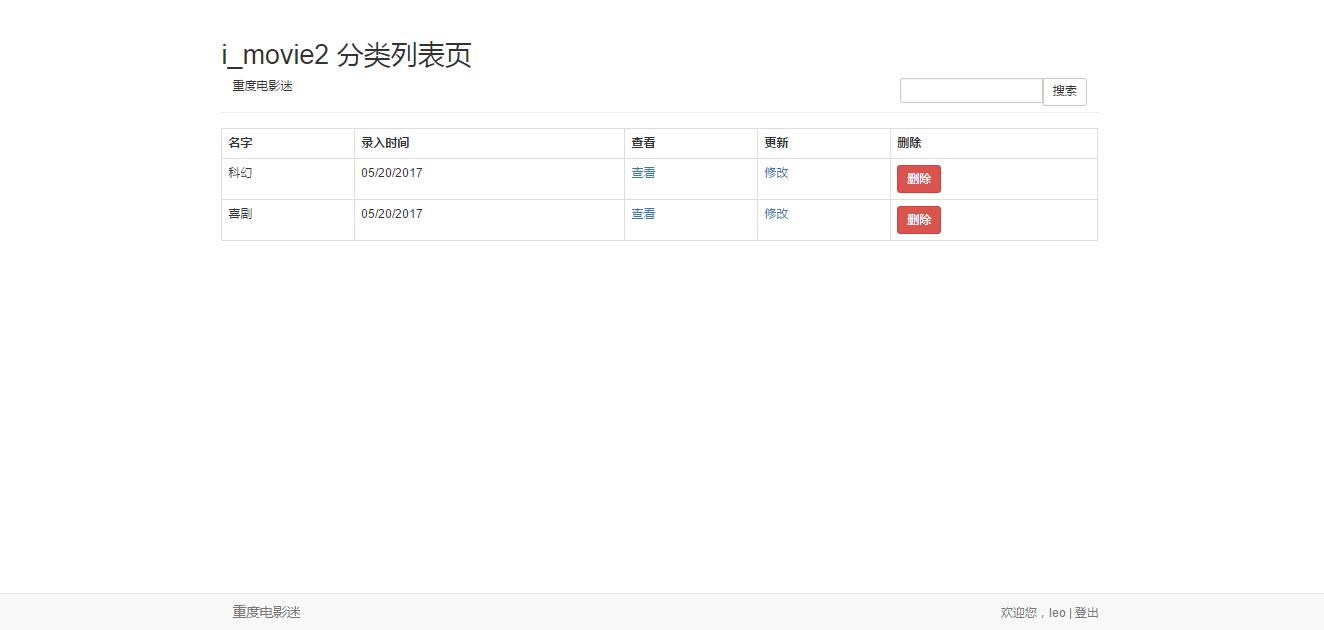 i_movie2 分类列表页
重度电影迷
搜索
名字 录入时间 查看 更新 删除
科幻 05/20/2017 查看 修改 删除
喜剧 05/20/2017 查看 修改 删除
重度电影迷 欢迎您，leo | 登出